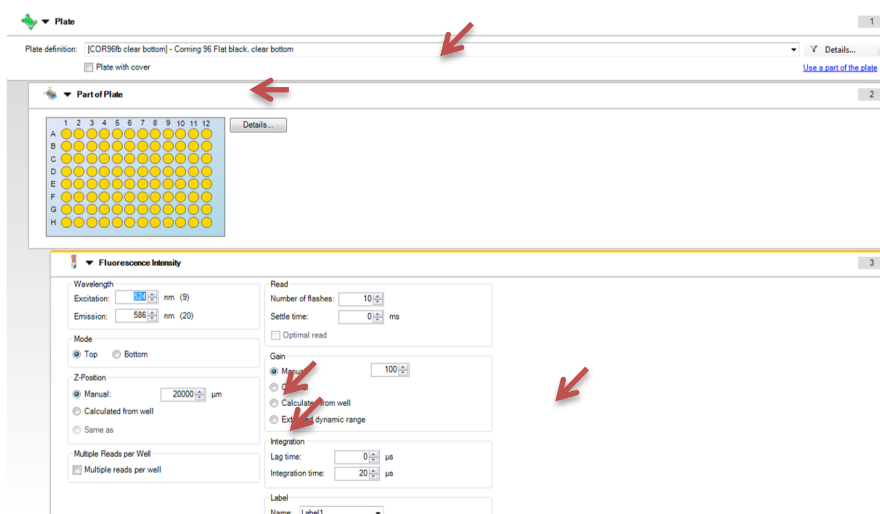 Plate 1
Plate definition: [COR96fb clear bottom] - Corning 96 Flat black, clear bottom Details...
Plate with cover Use a part of the plate
Part of Plate 2
1 2 3 4 5 6 7 8 9 10 11 12 Details...
A
B
C
D
E
F
G
H
Fluorescence Intensity 3
Wavelength
Excitation: 524 nm (9)
Emission: 586 nm (20)
Mode
Top Bottom
Z-Position
Manual: 20000 µm
Calculated from well
Same as
Multiple Reads per Well
Multiple reads per well
Read
Number of flashes: 10
Settle time: 0 ms
Optimal read
Gain
100
Calculated from well
dynamic range
Integration
Lag time: 0 µs
Integration time: 20 µs
Label
Name: Label1